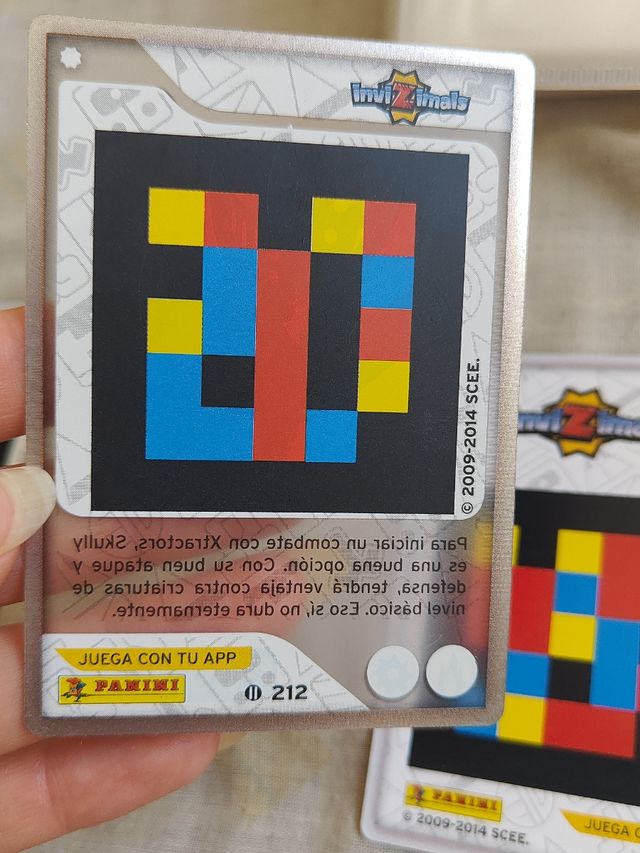 inviZimals
© 2009-2014 SCEE.
Para iniciar un combate con Xtractors, Skully
es una buena opción. Con su buen ataque y
defensa, tendrá ventaja contra criaturas de
nivel básico. Eso sí, no dura eternamente.
JUEGA CON TU APP
PANINI
212
inviZima
PANINI
JUEGA C
© 2009-2014 SCEE.